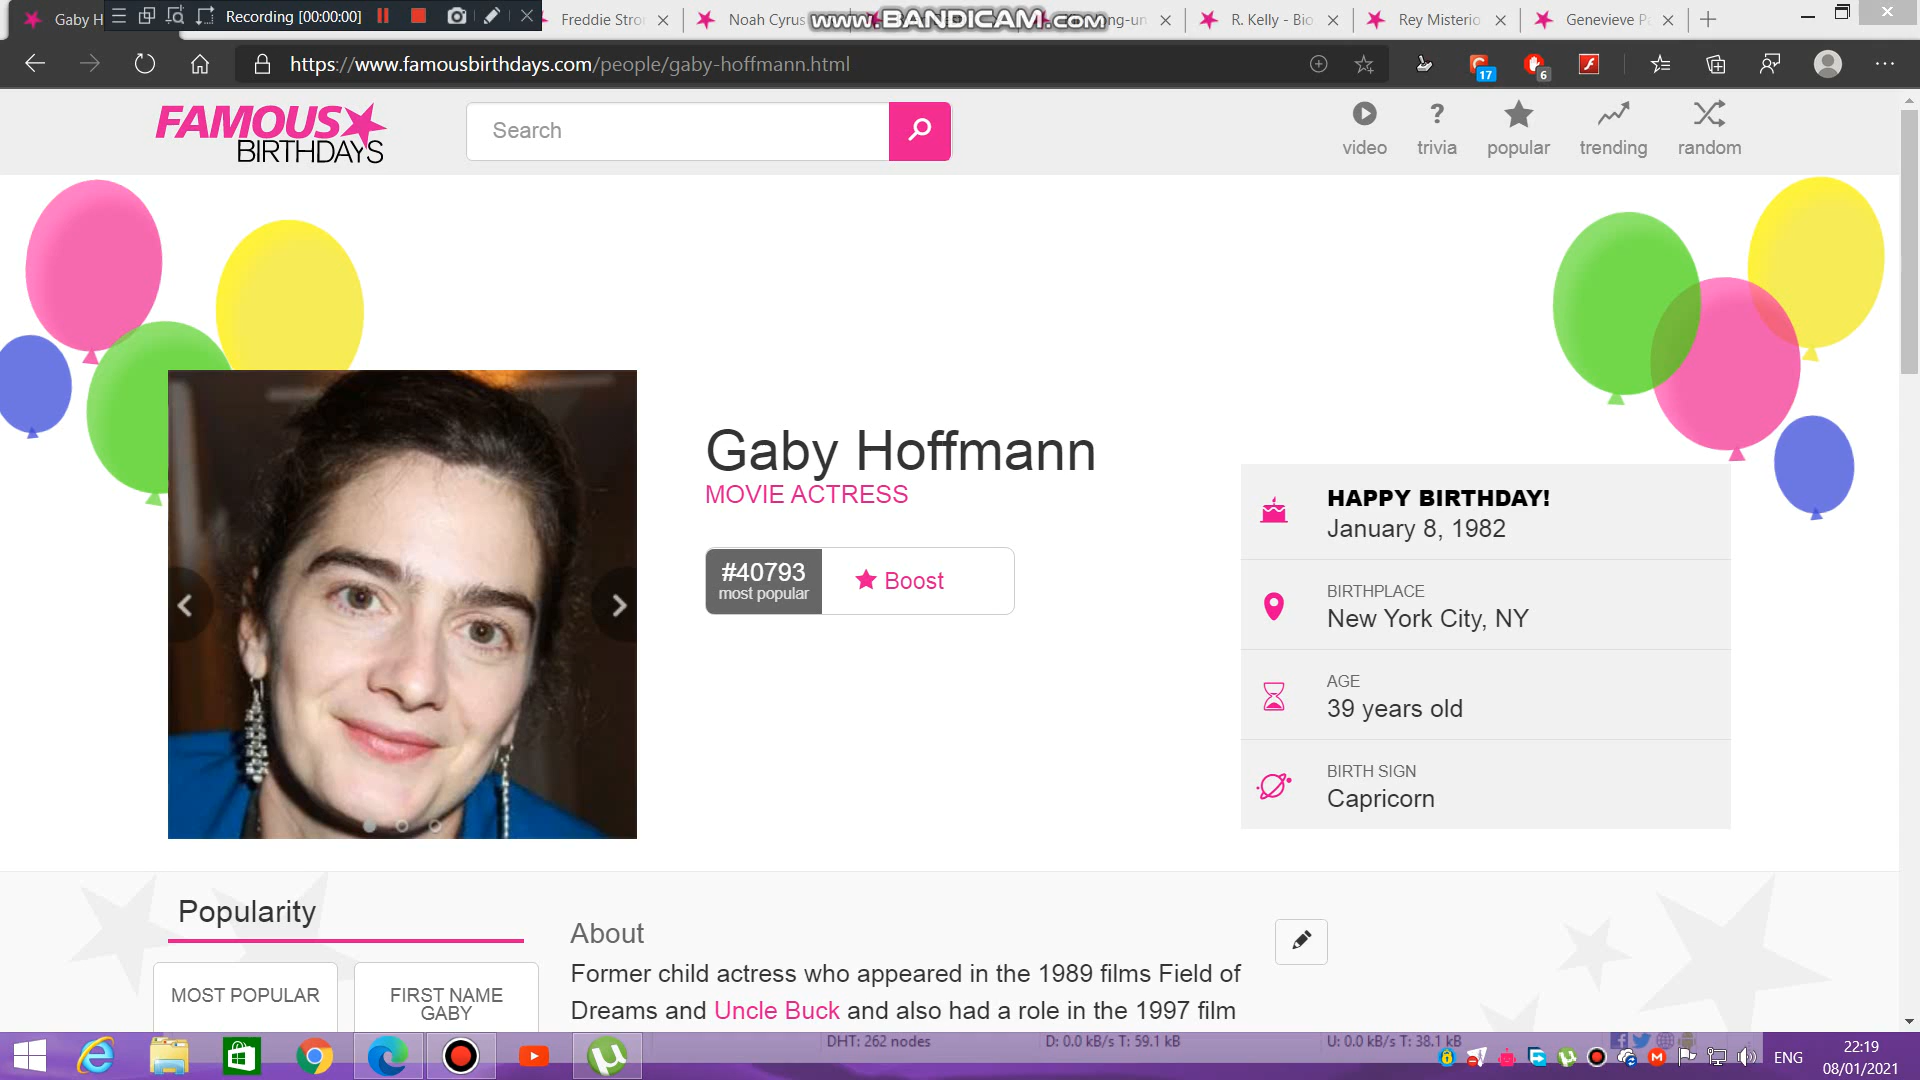 Gaby H
Recording [00:00:00]
Freddie Stro
Noah Cyrus
www.BANDICAM.com
ong-un
R. Kelly - Bio
Rey Misterio
Genevieve P
https://www.famousbirthdays.com/people/gaby-hoffmann.html
17
6
FAMOUS
BIRTHDAYS
Search
video
trivia
popular
trending
random
Gaby Hoffmann
MOVIE ACTRESS
#40793
most popular
Boost
HAPPY BIRTHDAY!
January 8, 1982
BIRTHPLACE
New York City, NY
AGE
39 years old
BIRTH SIGN
Capricorn
Popularity
MOST POPULAR
FIRST NAME
GABY
About
Former child actress who appeared in the 1989 films Field of
Dreams and Uncle Buck and also had a role in the 1997 film
DHT: 262 nodes
D: 0.0 kB/s T: 59.1 kB
U: 0.0 kB/s T: 38.1 kB
ENG
22:19
08/01/2021